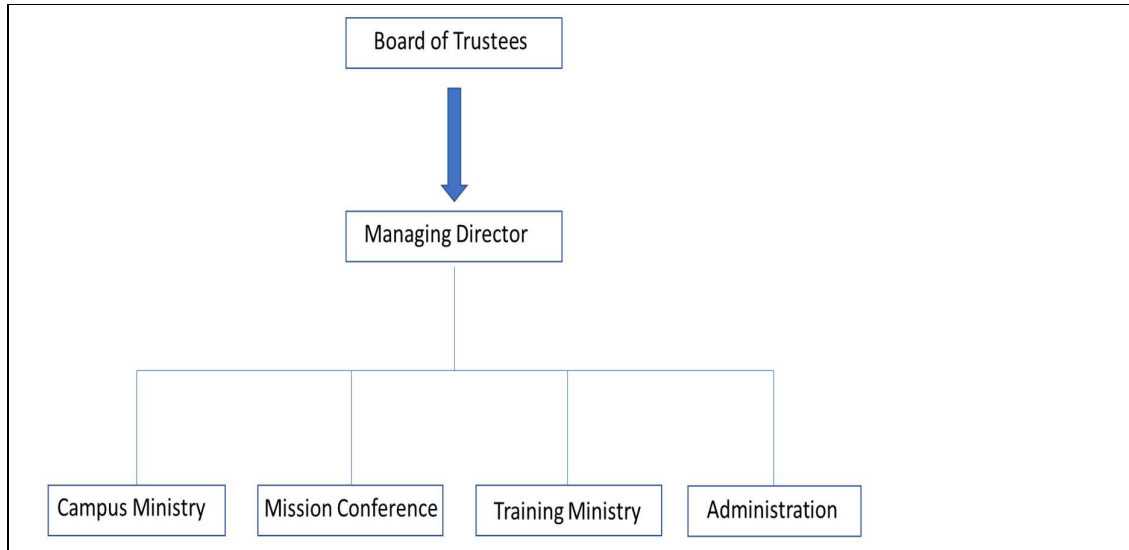 Board of Trustees
Managing Director
Campus Ministry
Mission Conference
Training Ministry
Administration